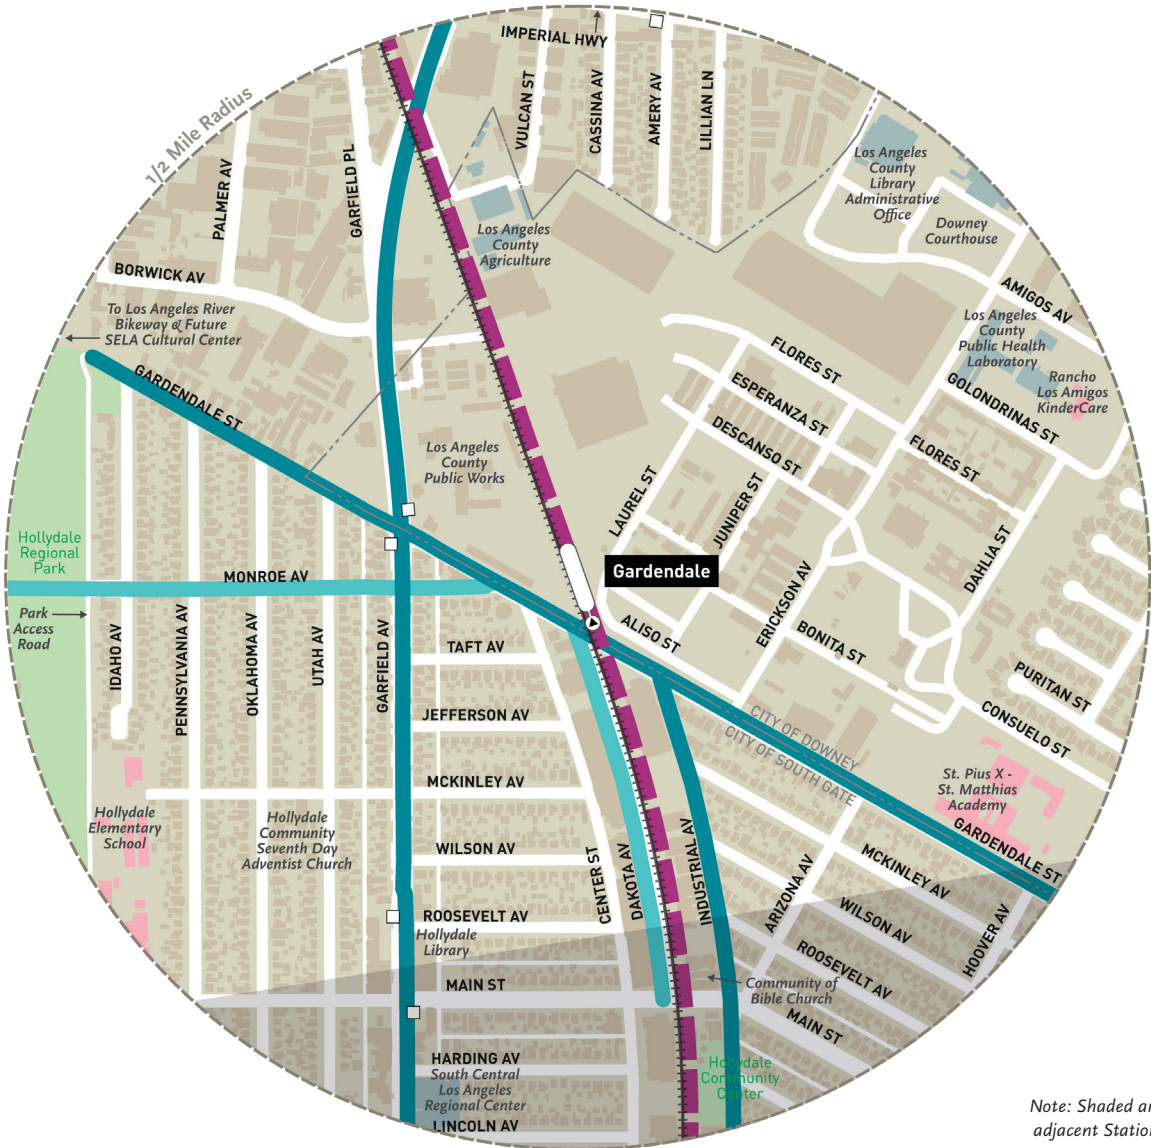 IMPERIAL HWY
1/2 Mile Radius
PALMER AV
GARFIELD PL
VULCAN ST
CASSINA AV
AMERY AV
LILLIAN LN
Los Angeles
County
Library
Administrative
Office
Downey
Courthouse
Los Angeles
County
Agriculture
BORWICK AV
AMIGOS AV
To Los Angeles River
Bikeway & Future
SELA Cultural Center
Los Angeles
County
Public Health
Laboratory
Rancho
Los Amigos
KinderCare
FLORES ST
ESPERANZA ST
DESCANSO ST
GOLONDRINAS ST
FLORES ST
GARDENDALE ST
Los Angeles
County
Public Works
LAUREL ST
JUNIPER ST
ERICKSON AV
DAHLIA ST
Hollydale
Regional
Park
Gardendale
MONROE AV
Park
Access
Road
IDAHO AV
PENNSYLVANIA AV
OKLAHOMA AV
UTAH AV
GARFIELD AV
TAFT AV
ALISO ST
BONITA ST
PURITAN ST
CONSUELO ST
JEFFERSON AV
CITY OF DOWNEY
CITY OF SOUTH GATE
MCKINLEY AV
St. Pius X -
St. Matthias
Academy
GARDENDALE ST
Hollydale
Elementary
School
Hollydale
Community
Seventh Day
Adventist Church
WILSON AV
CENTER ST
DAKOTA AV
INDUSTRIAL AV
ARIZONA AV
MCKINLEY AV
WILSON AV
HOOVER AV
ROOSEVELT AV
Hollydale
Library
ROOSEVELT AV
MAIN ST
Community of
Bible Church
MAIN ST
HARDING AV
South Central
Los Angeles
Regional Center
LINCOLN AV
Hollydale
Community
Center
Note: Shaded
adjacent